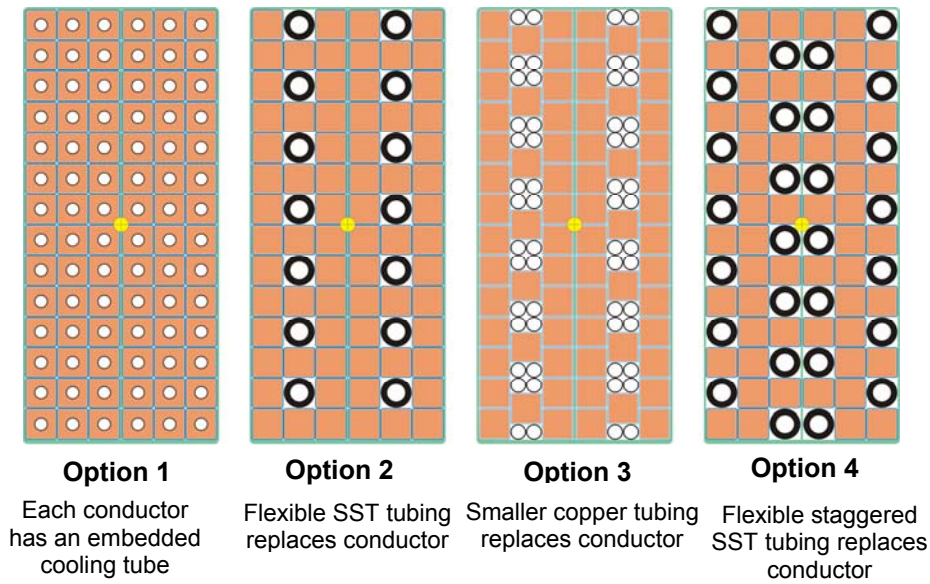 Option 1
Each conductor
has an embedded
cooling tube
Option 2
Flexible SST tubing
replaces conductor
Option 3
Smaller copper tubing
replaces conductor
Option 4
Flexible staggered
SST tubing replaces
conductor